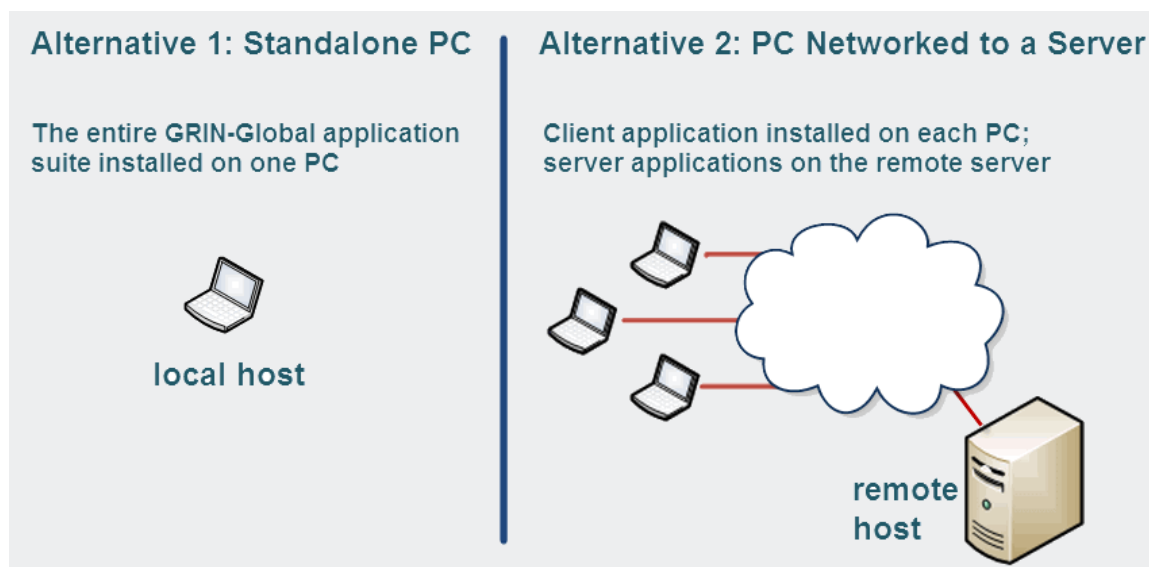 Alternative 1: Standalone PC
The entire GRIN-Global application
suite installed on one PC
local host
Alternative 2: PC Networked to a Server
Client application installed on each PC;
server applications on the remote server
remote
host